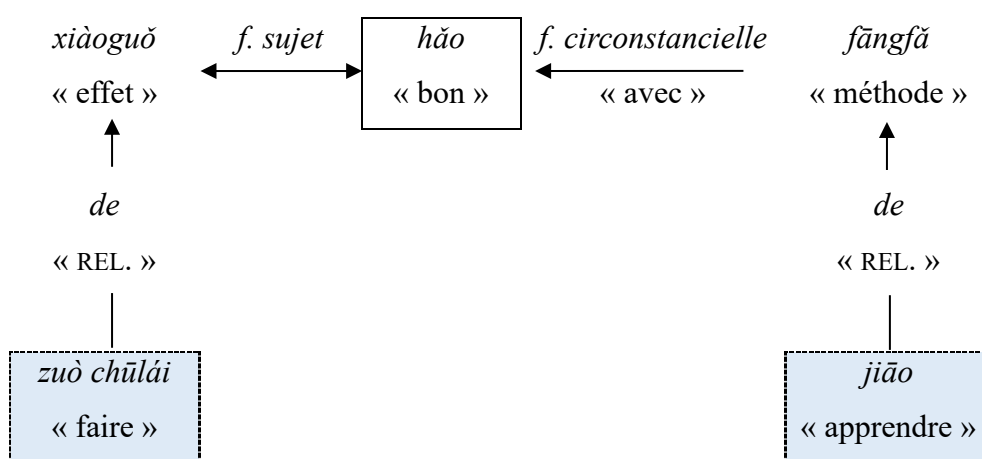 xiàoguǒ f. sujet hǎo f. circonstancielle fāngfǎ
« effet » « bon » « avec » « méthode »
de de
« REL. » « REL. »
zuò chūlái jiāo
« faire » « apprendre »